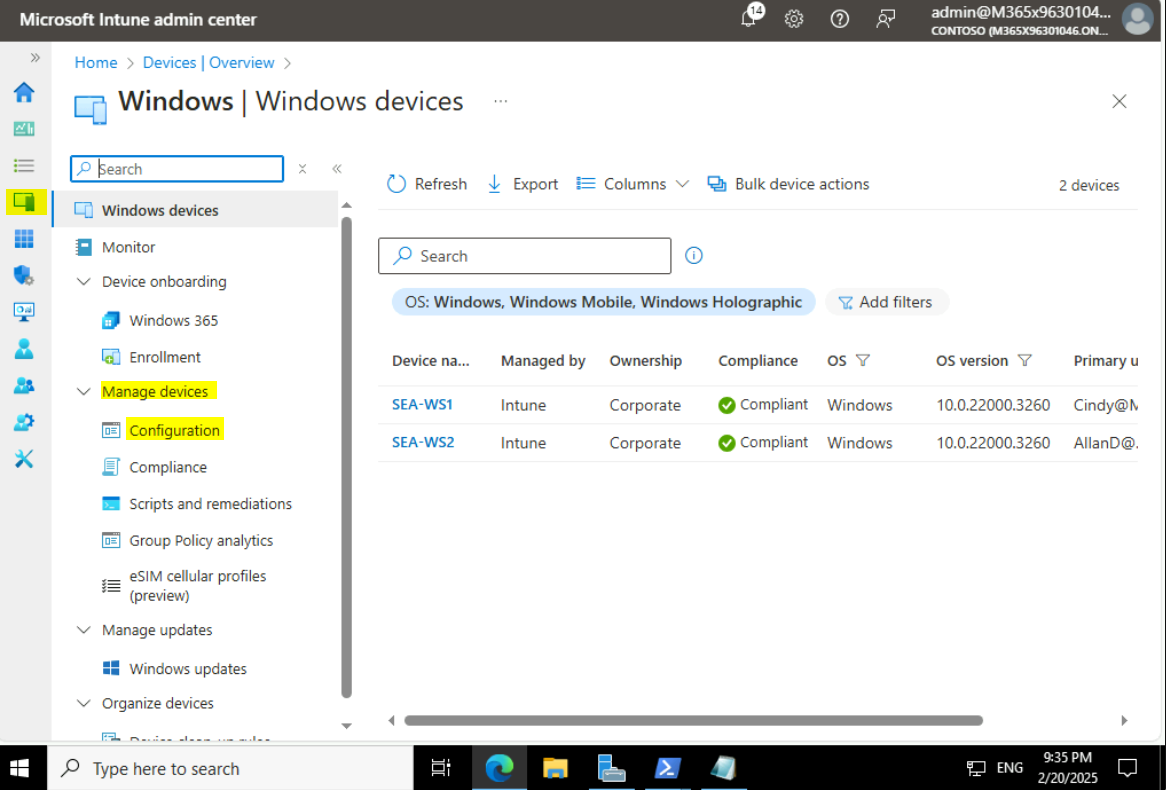 Microsoft Intune admin center
14
admin@M365x9630104...
CONTOSO (M365X96301046.ON...
Home > Devices | Overview >
Windows | Windows devices ...
Search
Windows devices
Monitor
Device onboarding
Windows 365
Enrollment
Manage devices
Configuration
Compliance
Scripts and remediations
Group Policy analytics
eSIM cellular profiles
(preview)
Manage updates
Windows updates
Organize devices
Device clean-up rules
Refresh Export Columns Bulk device actions 2 devices
Search
OS: Windows, Windows Mobile, Windows Holographic Add filters
Device na... Managed by Ownership Compliance OS OS version Primary u
SEA-WS1 Intune Corporate Compliant Windows 10.0.22000.3260 Cindy@M
SEA-WS2 Intune Corporate Compliant Windows 10.0.22000.3260 AllanD@.
Type here to search
ENG
9:35 PM
2/20/2025